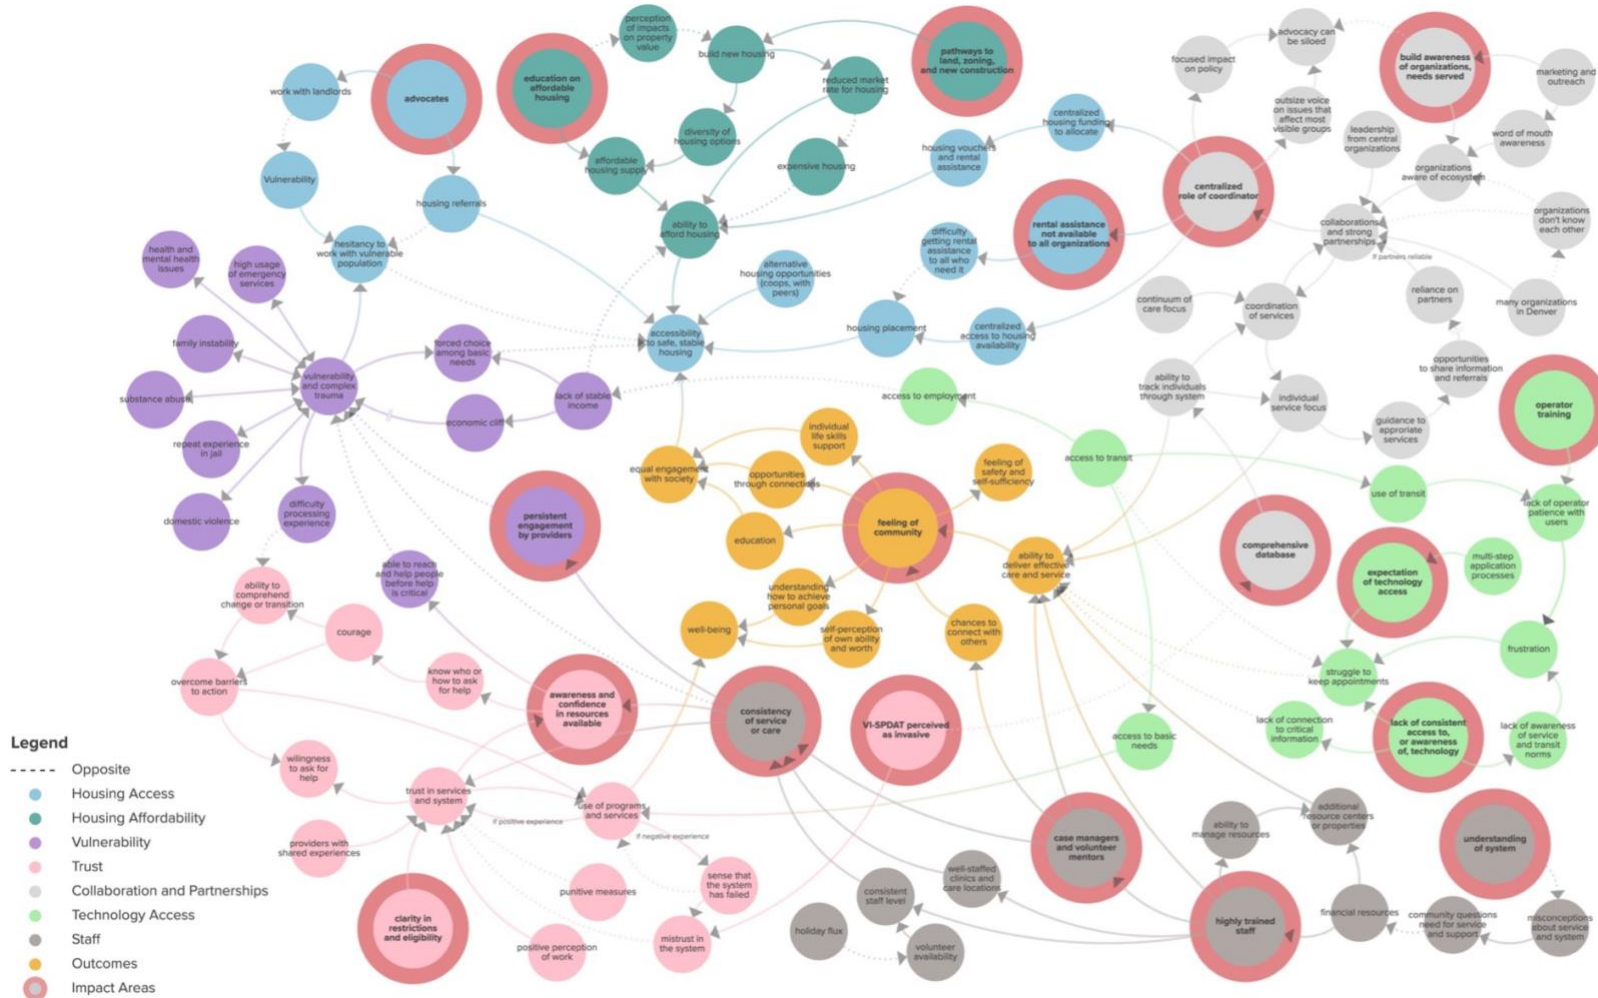 perception
of impacts
on property
value
build new housing
education on
affordable
housing
pathways to
land, zoning,
and new construction
reduced market
rate for housing
diversity of
housing options
affordable
housing supply
expensive housing
ability to
afford housing
work with landlords
advocates
Vulnerability
housing referrals
hesitancy to
work with vulnerable
population
centralized
housing funding
to allocate
housing vouchers
and rental
assistance
rental assistance
not available
to all organizations
difficulty
getting rental
assistance
to all who
need it
alternative
housing opportunities
(coops, with
peers)
housing placement
centralized
access to housing
availability
accessibility
to safe, stable
housing
advocacy can
be siloed
focused impact
on policy
build awareness
of organizations,
needs served
marketing and
outreach
outsize voice
on issues that
affect most
visible groups
leadership
from central
organizations
word of mouth
awareness
organizations
aware of ecosystem
centralized
role of coordinator
collaborations
and strong
partnerships
organizations
don't know
each other
If partners reliable
reliance on
partners
many organizations
in Denver
continuum of
care focus
coordination
of services
opportunities
to share information
and referrals
ability to
track individuals
through system
individual
service focus
guidance to
approriate
services
operator
training
health and
mental health
issues
high usage
of emergency
services
family instability
vulnerability
and complex
trauma
forced choice
among basic
needs
substance abuse
lack of stable
income
economic cliff
repeat experience
in jail
domestic violence
difficulty
processing
experience
persistent
engagement
by providers
able to reach
and help people
before help
is critical
access to employment
access to transit
individual
life skills
support
equal engagement
with society
opportunities
through connections
feeling of
safety and
self-sufficiency
education
feeling of
community
ability to
deliver effective
care and service
understanding
how to achieve
personal goals
well-being
self-perception
of own ability
and worth
chances to
connect with
others
use of transit
lack of operator
patience with
users
comprehensive
database
expectation
of technology
access
multi-step
application
processes
frustration
struggle to
keep appointments
lack of connection
to critical
information
lack of consistent
access to,
or awareness
of, technology
lack of awareness
of service
and transit
norms
access to basic
needs
ability to
comprehend
change or transition
courage
overcome barriers
to action
know who or
how to ask
for help
awareness and
confidence
in resources
available
consistency
of service
or care
VI-SPDAT perceived
as invasive
willingness
to ask for
help
trust in services
and system
use of programs
and services
If positive experience
If negative experience
providers with
shared experiences
punitive measures
sense that
the system
has failed
clarity in
restrictions
and eligibility
positive perception
of work
mistrust in
the system
case managers
and volunteer
mentors
ability to
manage resources
additional
resource centers
or properties
understanding
of system
well-staffed
clinics and
care locations
consistent
staff level
holiday flux
volunteer
availability
highly trained
staff
financial resources
community questions
need for service
and support
misconceptions
about service
and system
Legend
Opposite
Housing Access
Housing Affordability
Vulnerability
Trust
Collaboration and Partnerships
Technology Access
Staff
Outcomes
Impact Areas